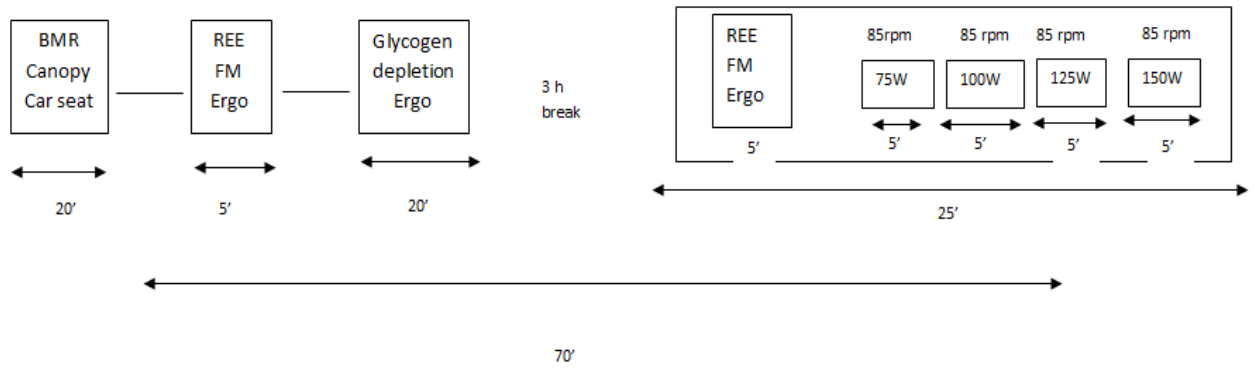 BMR
Canopy
Car seat
20’
REE
FM
Ergo
5’
Glycogen
depletion
Ergo
20’
3 h
break
REE
FM
Ergo
5’
85rpm
75W
5’
85 rpm
100W
5’
85 rpm
125W
5’
85 rpm
150W
5’
25’
70’